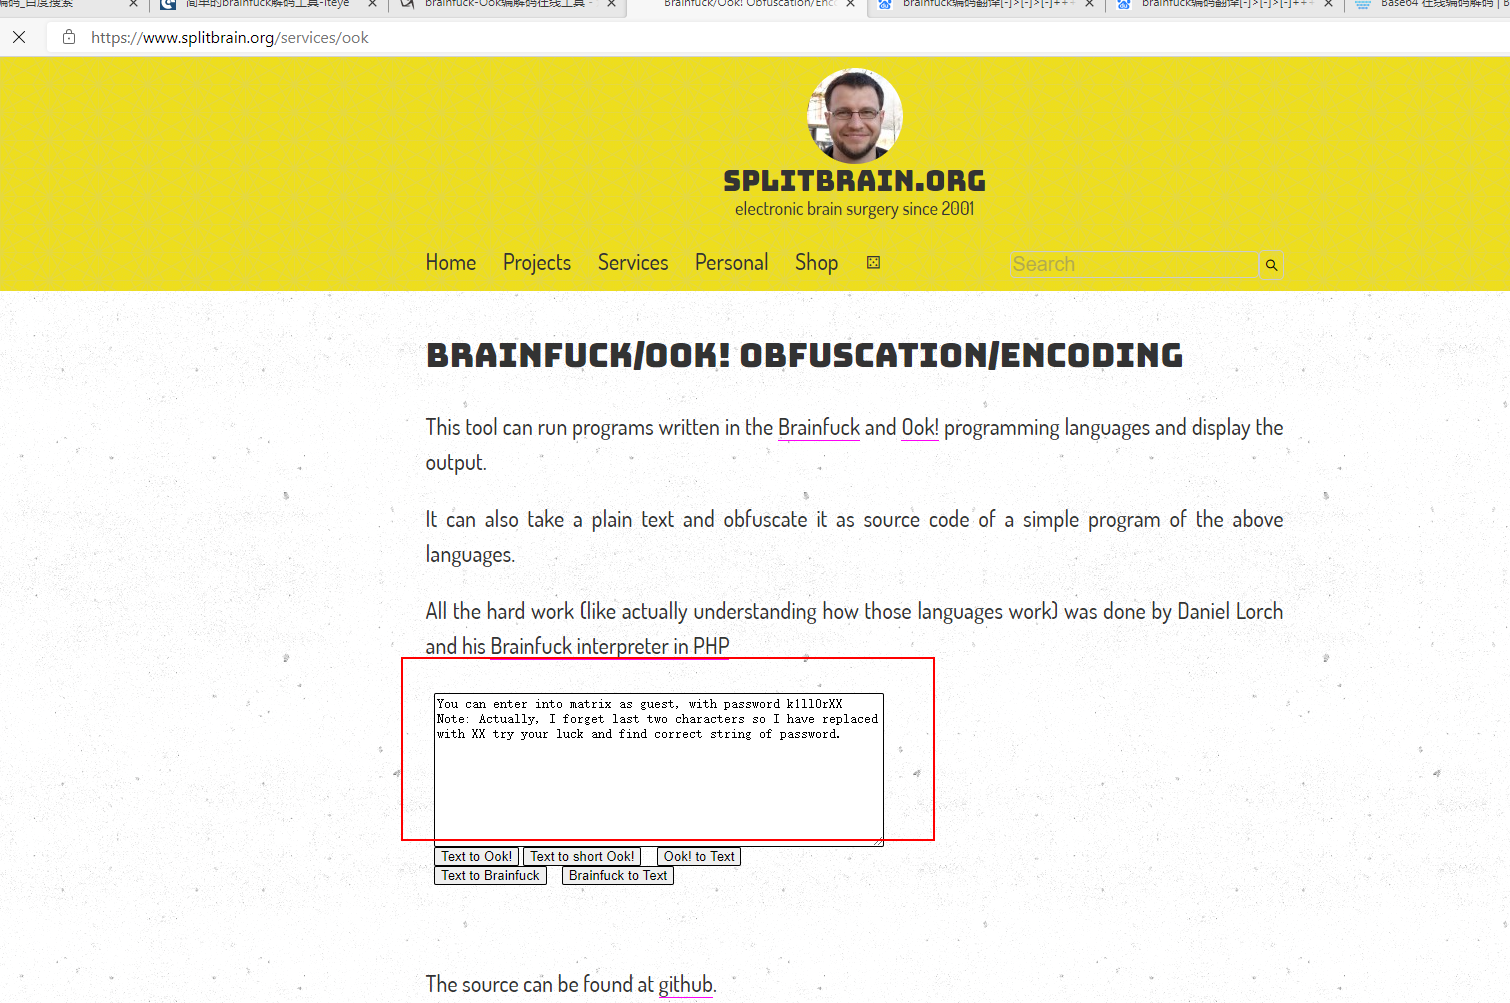 编码_百度搜索
简单的brainfuck解码工具-iteye
brainfuck-Ook编解码在线工具 -
Brainfuck/Ook! Obfuscation/Enc
brainfuck编码翻译[-]>[-]>[-]+++
brainfuck编码翻译[-]>[-]>[-]++
Base64 在线编码解码 | B
https://www.splitbrain.org/services/ook
SPLITBRAIN.ORG
electronic brain surgery since 2001
Home Projects Services Personal Shop Search
BRAINFUCK/OOK! OBFUSCATION/ENCODING
This tool can run programs written in the Brainfuck and Ook! programming languages and display the
output.
It can also take a plain text and obfuscate it as source code of a simple program of the above
languages.
All the hard work (like actually understanding how those languages work) was done by Daniel Lorch
and his Brainfuck interpreter in PHP
You can enter into matrix as guest, with password k1ll0rXX
Note: Actually, I forget last two characters so I have replaced
with XX try your luck and find correct string of password.
Text to Ook! Text to short Ook! Ook! to Text
Text to Brainfuck Brainfuck to Text
The source can be found at github.